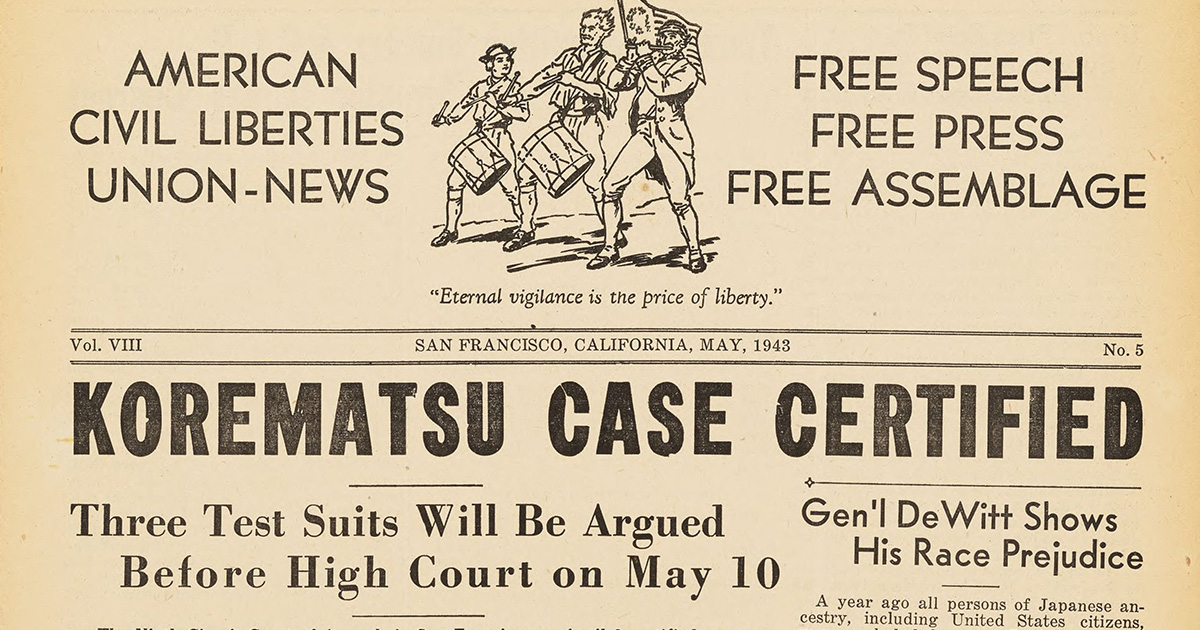 AMERICAN
CIVIL LIBERTIES
UNION-NEWS
FREE SPEECH
FREE PRESS
FREE ASSEMBLAGE
"Eternal vigilance is the price of liberty."
Vol. VIII
SAN FRANCISCO, CALIFORNIA, MAY, 1943
No. 5
KOREMATSU CASE CERTIFIED
Three Test Suits Will Be Argued
Before High Court on May 10
Gen'l DeWitt Shows
His Race Prejudice
A year ago all persons of Japanese an-
cestry, including United States citizens,